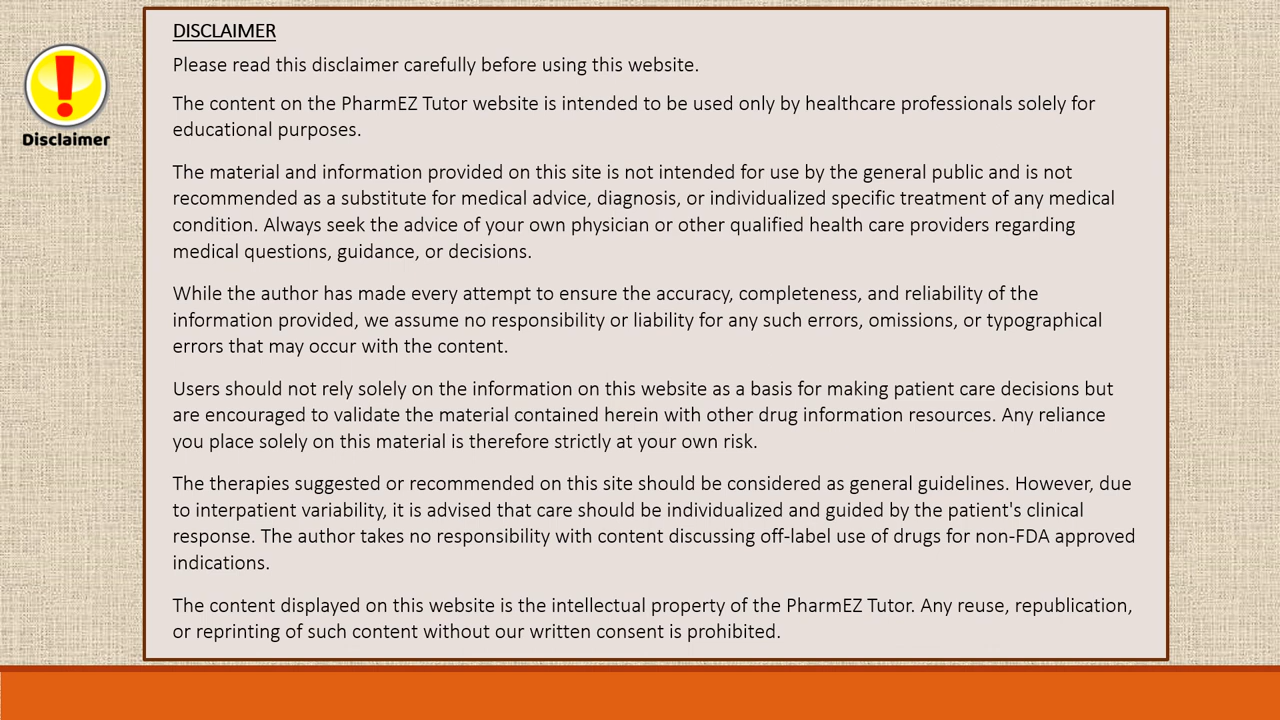 DISCLAIMER
Please read this disclaimer carefully before using this website.
The content on the PharmEZ Tutor website is intended to be used only by healthcare professionals solely for
educational purposes.
The material and information provided on this site is not intended for use by the general public and is not
recommended as a substitute for medical advice, diagnosis, or individualized specific treatment of any medical
condition. Always seek the advice of your own physician or other qualified health care providers regarding
medical questions, guidance, or decisions.
While the author has made every attempt to ensure the accuracy, completeness, and reliability of the
information provided, we assume no responsibility or liability for any such errors, omissions, or typographical
errors that may occur with the content.
Users should not rely solely on the information on this website as a basis for making patient care decisions but
are encouraged to validate the material contained herein with other drug information resources. Any reliance
you place solely on this material is therefore strictly at your own risk.
The therapies suggested or recommended on this site should be considered as general guidelines. However, due
to interpatient variability, it is advised that care should be individualized and guided by the patient's clinical
response. The author takes no responsibility with content discussing off-label use of drugs for non-FDA approved
indications.
The content displayed on this website is the intellectual property of the PharmEZ Tutor. Any reuse, republication,
or reprinting of such content without our written consent is prohibited.
!
Disclaimer